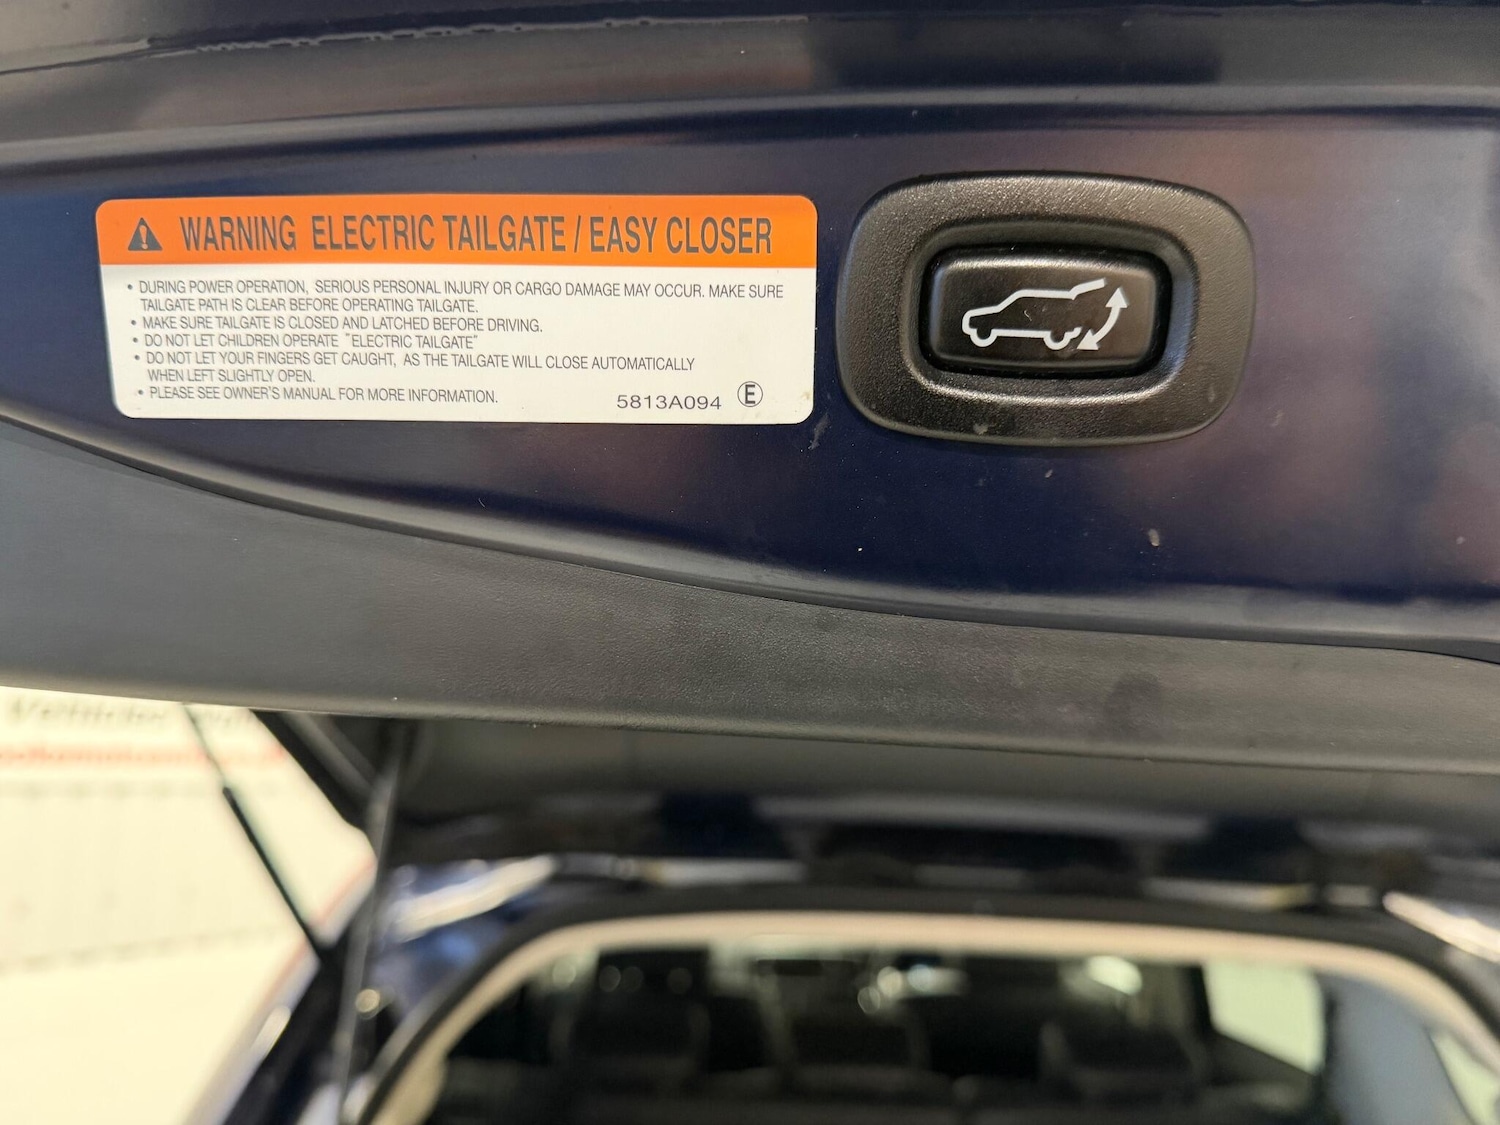 WARNING ELECTRIC TAILGATE / EASY CLOSER
• DURING POWER OPERATION, SERIOUS PERSONAL INJURY OR CARGO DAMAGE MAY OCCUR. MAKE SURE
TAILGATE PATH IS CLEAR BEFORE OPERATING TAILGATE.
• MAKE SURE TAILGATE IS CLOSED AND LATCHED BEFORE DRIVING.
• DO NOT LET CHILDREN OPERATE "ELECTRIC TAILGATE"
• DO NOT LET YOUR FINGERS GET CAUGHT, AS THE TAILGATE WILL CLOSE AUTOMATICALLY
WHEN LEFT SLIGHTLY OPEN.
• PLEASE SEE OWNER'S MANUAL FOR MORE INFORMATION.
5813A094 Ⓔ